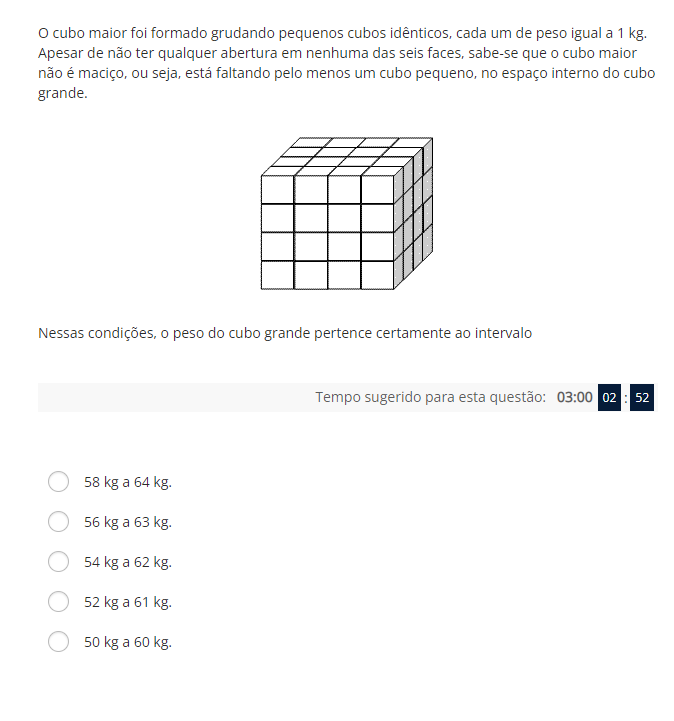 O cubo maior foi formado grudando pequenos cubos idênticos, cada um de peso igual a 1 kg.
Apesar de não ter qualquer abertura em nenhuma das seis faces, sabe-se que o cubo maior
não é maciço, ou seja, está faltando pelo menos um cubo pequeno, no espaço interno do cubo
grande.
Nessas condições, o peso do cubo grande pertence certamente ao intervalo
Tempo sugerido para esta questão: 03:00 02 : 52
58 kg a 64 kg.
56 kg a 63 kg.
54 kg a 62 kg.
52 kg a 61 kg.
50 kg a 60 kg.